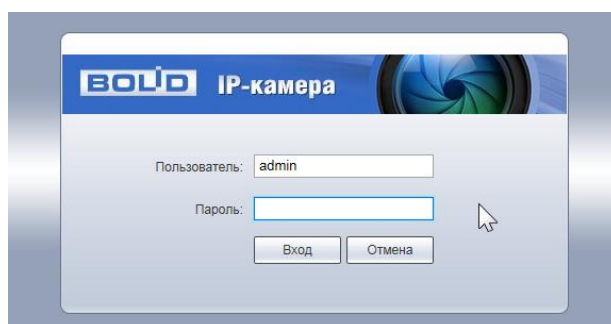 BOLID IP-камера
Пользователь: admin
Пароль:
Вход Отмена